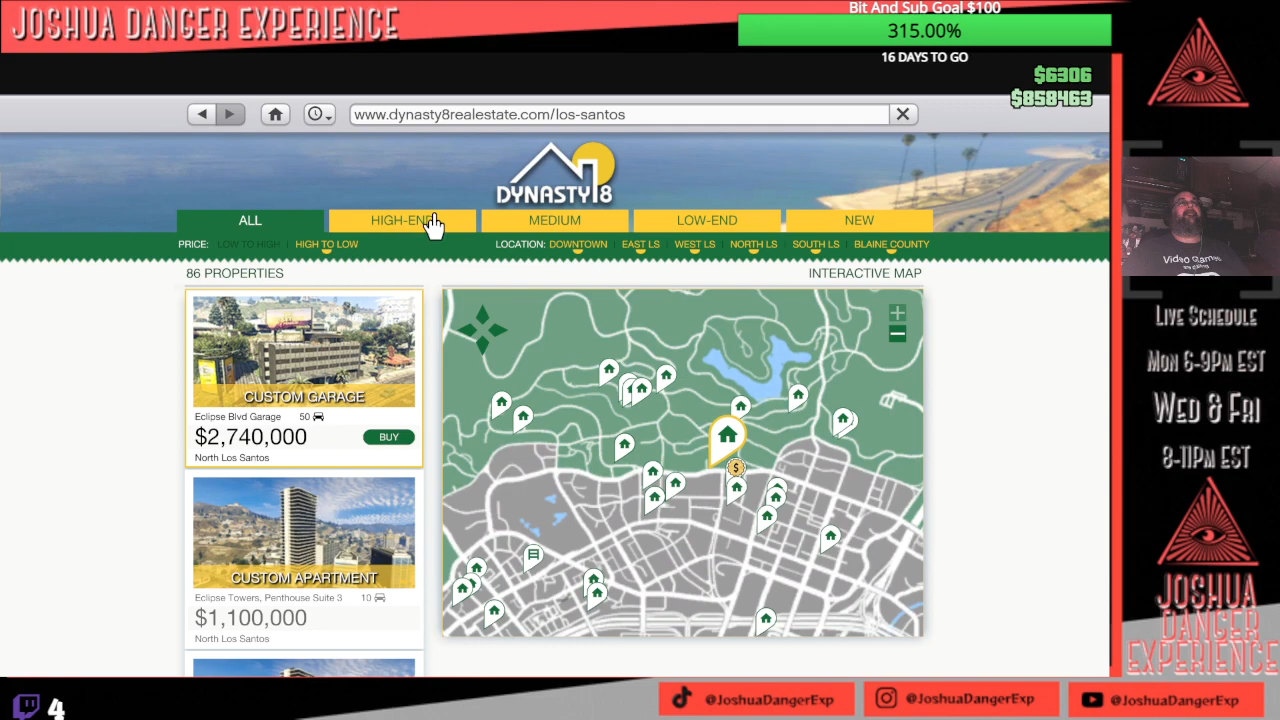 JOSHUA DANGER EXPERIENCE
Bit And Sub Goal $100
315.00%
16 DAYS TO GO
$6306
$858463
www.dynasty8realestate.com/los-santos
DYNASTY 8
ALL
HIGH-END
MEDIUM
LOW-END
NEW
PRICE: LOW TO HIGH | HIGH TO LOW
LOCATION: DOWNTOWN | EAST LS | WEST LS | NORTH LS | SOUTH LS | BLAINE COUNTY
86 PROPERTIES
INTERACTIVE MAP
CUSTOM GARAGE
Eclipse Blvd Garage 50
$2,740,000
BUY
North Los Santos
CUSTOM APARTMENT
Eclipse Towers, Penthouse Suite 3 10
$1,100,000
North Los Santos
$
Video Games
Live Schedule
Mon 6-9Pm EST
Wed & Fri
8-11Pm EST
JOSHUA
DANGER
EXPERIENCE
4
@JoshuaDangerExp
@JoshuaDangerExp
@JoshuaDangerExp